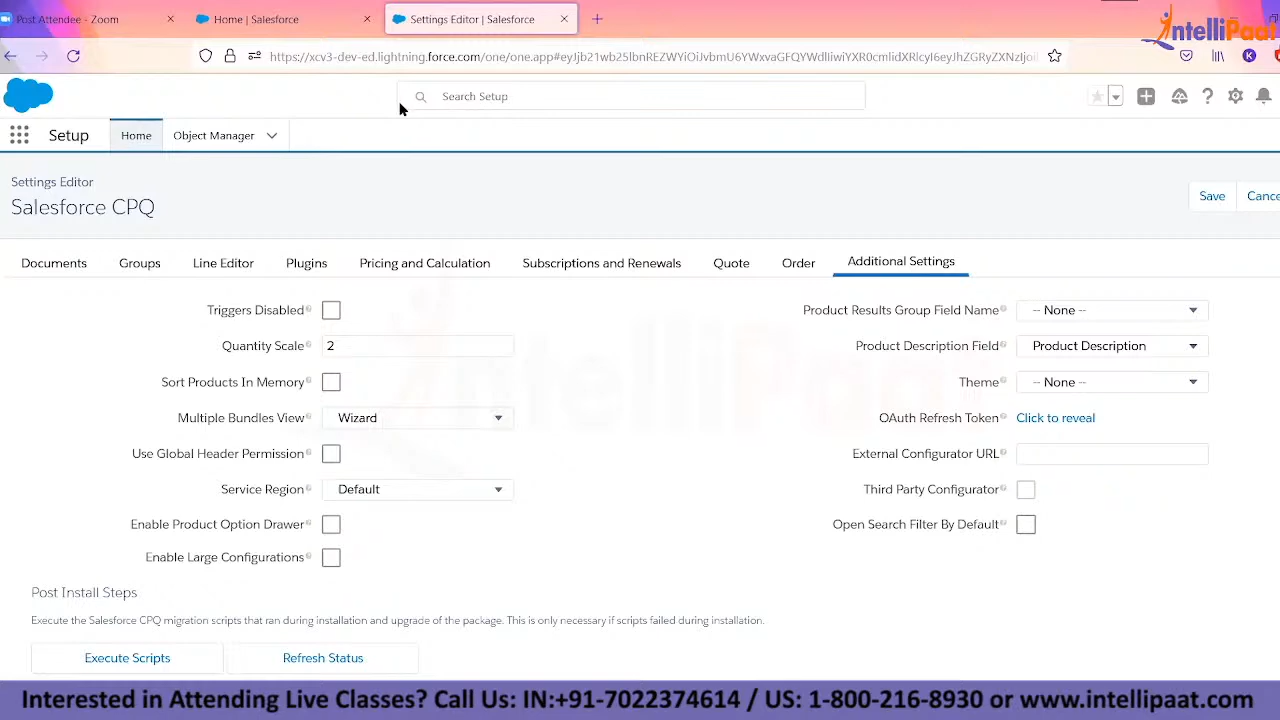 Post Attendee - Zoom
Home | Salesforce
Settings Editor | Salesforce
IntelliPaat
https://xcv3-dev-ed.lightning.force.com/one/one.app#eyJjb21wb25lbnREZWYiOiJvbmU6YWxvaGFQYWdlIiwiYXR0cmlidXRlcyI6eyJhZGRyZXNzIjoi
Search Setup
Setup
Home
Object Manager
Settings Editor
Salesforce CPQ
Save
Cance
Documents
Groups
Line Editor
Plugins
Pricing and Calculation
Subscriptions and Renewals
Quote
Order
Additional Settings
Triggers Disabled
Product Results Group Field Name
-- None --
Quantity Scale
2
Product Description Field
Product Description
Sort Products In Memory
Theme
-- None --
Multiple Bundles View
Wizard
OAuth Refresh Token
Click to reveal
Use Global Header Permission
External Configurator URL
Service Region
Default
Third Party Configurator
Enable Product Option Drawer
Open Search Filter By Default
Enable Large Configurations
Post Install Steps
Execute the Salesforce CPQ migration scripts that ran during installation and upgrade of the package. This is only necessary if scripts failed during installation.
Execute Scripts
Refresh Status
Interested in Attending Live Classes? Call Us: IN:+91-7022374614 / US: 1-800-216-8930 or www.intellipaat.com